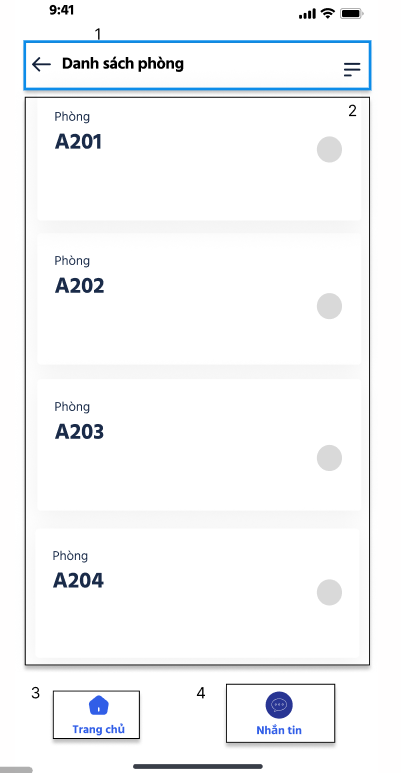 9:41
1
Danh sách phòng
2
Phòng
A201
Phòng
A202
Phòng
A203
Phòng
A204
3
Trang chủ
4
Nhắn tin